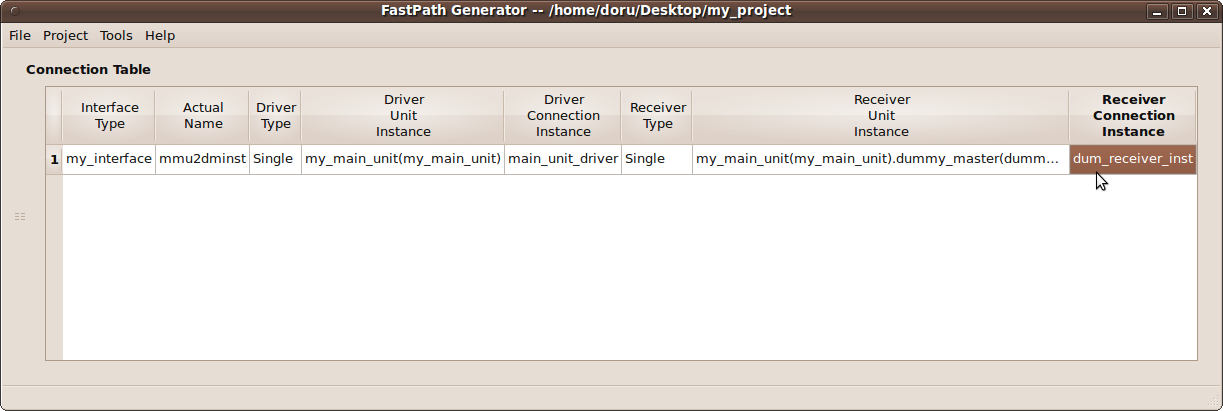 FastPath Generator -- /home/doru/Desktop/my_project
File Project Tools Help
Connection Table
Interface Type Actual Name Driver Type Driver Unit Instance Driver Connection Instance Receiver Type Receiver Unit Instance Receiver Connection Instance
1 my_interface mmu2dminst Single my_main_unit(my_main_unit) main_unit_driver Single my_main_unit(my_main_unit).dummy_master(dumm... dum_receiver_inst